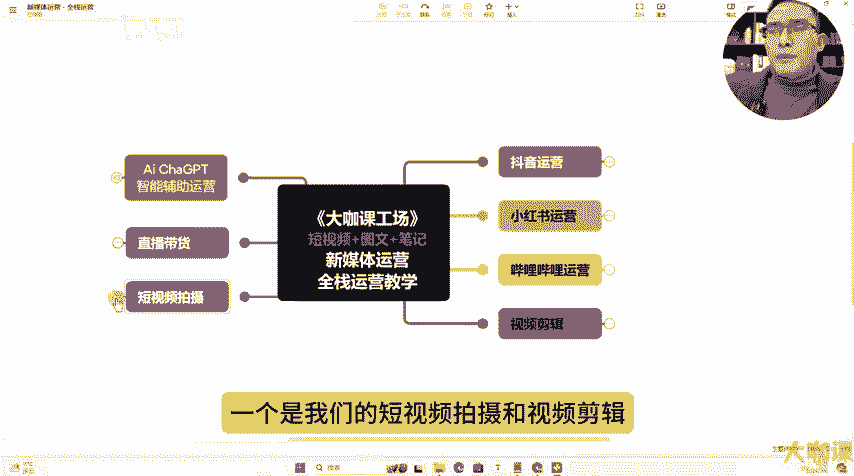 新媒体运营 · 全栈运营
Ai ChaGPT
智能辅助运营
直播带货
短视频拍摄
《大咖课工场》
短视频+图文+笔记
新媒体运营
全栈运营教学
抖音运营
小红书运营
哔哩哔哩运营
视频剪辑
一个是我们的短视频拍摄和视频剪辑
大咖课
搜索